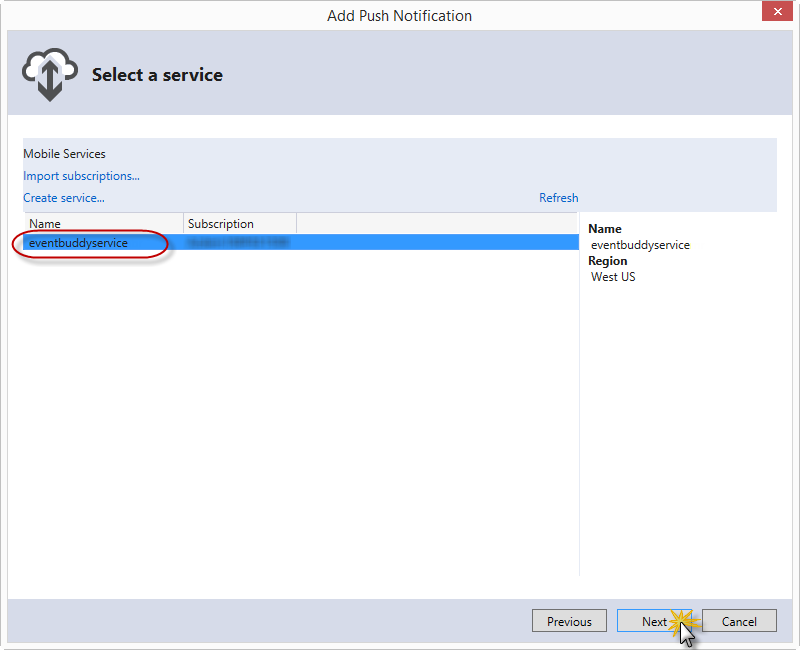 Add Push Notification
Select a service
Mobile Services
Import subscriptions...
Create service...
Refresh
Name Subscription
eventbuddyservice
Name
eventbuddyservice
Region
West US
Previous Next Cancel